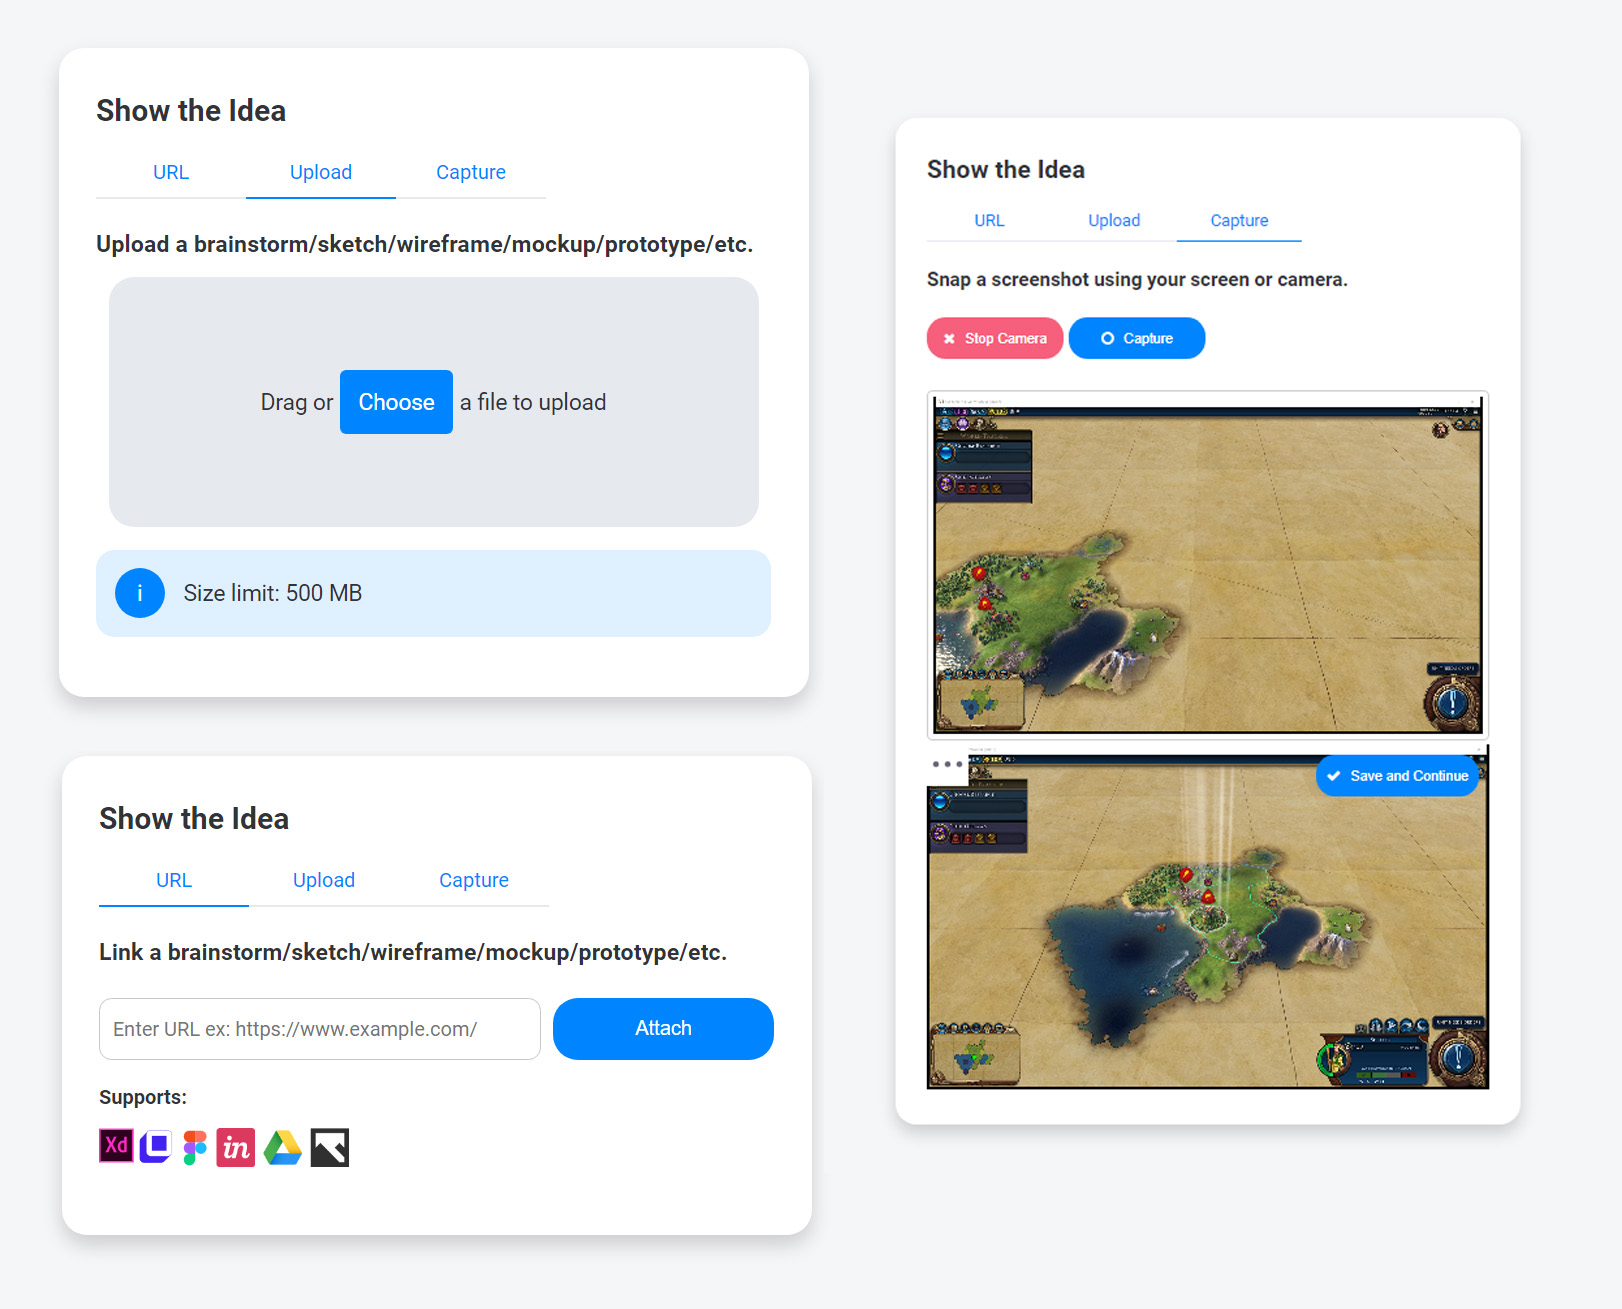 Show the Idea
URL Upload Capture
Upload a brainstorm/sketch/wireframe/mockup/prototype/etc.
Drag or Choose a file to upload
i Size limit: 500 MB
Show the Idea
URL Upload Capture
Link a brainstorm/sketch/wireframe/mockup/prototype/etc.
Enter URL ex: https://www.example.com/ Attach
Supports:
Xd in
Show the Idea
URL Upload Capture
Snap a screenshot using your screen or camera.
Stop Camera Capture
Save and Continue